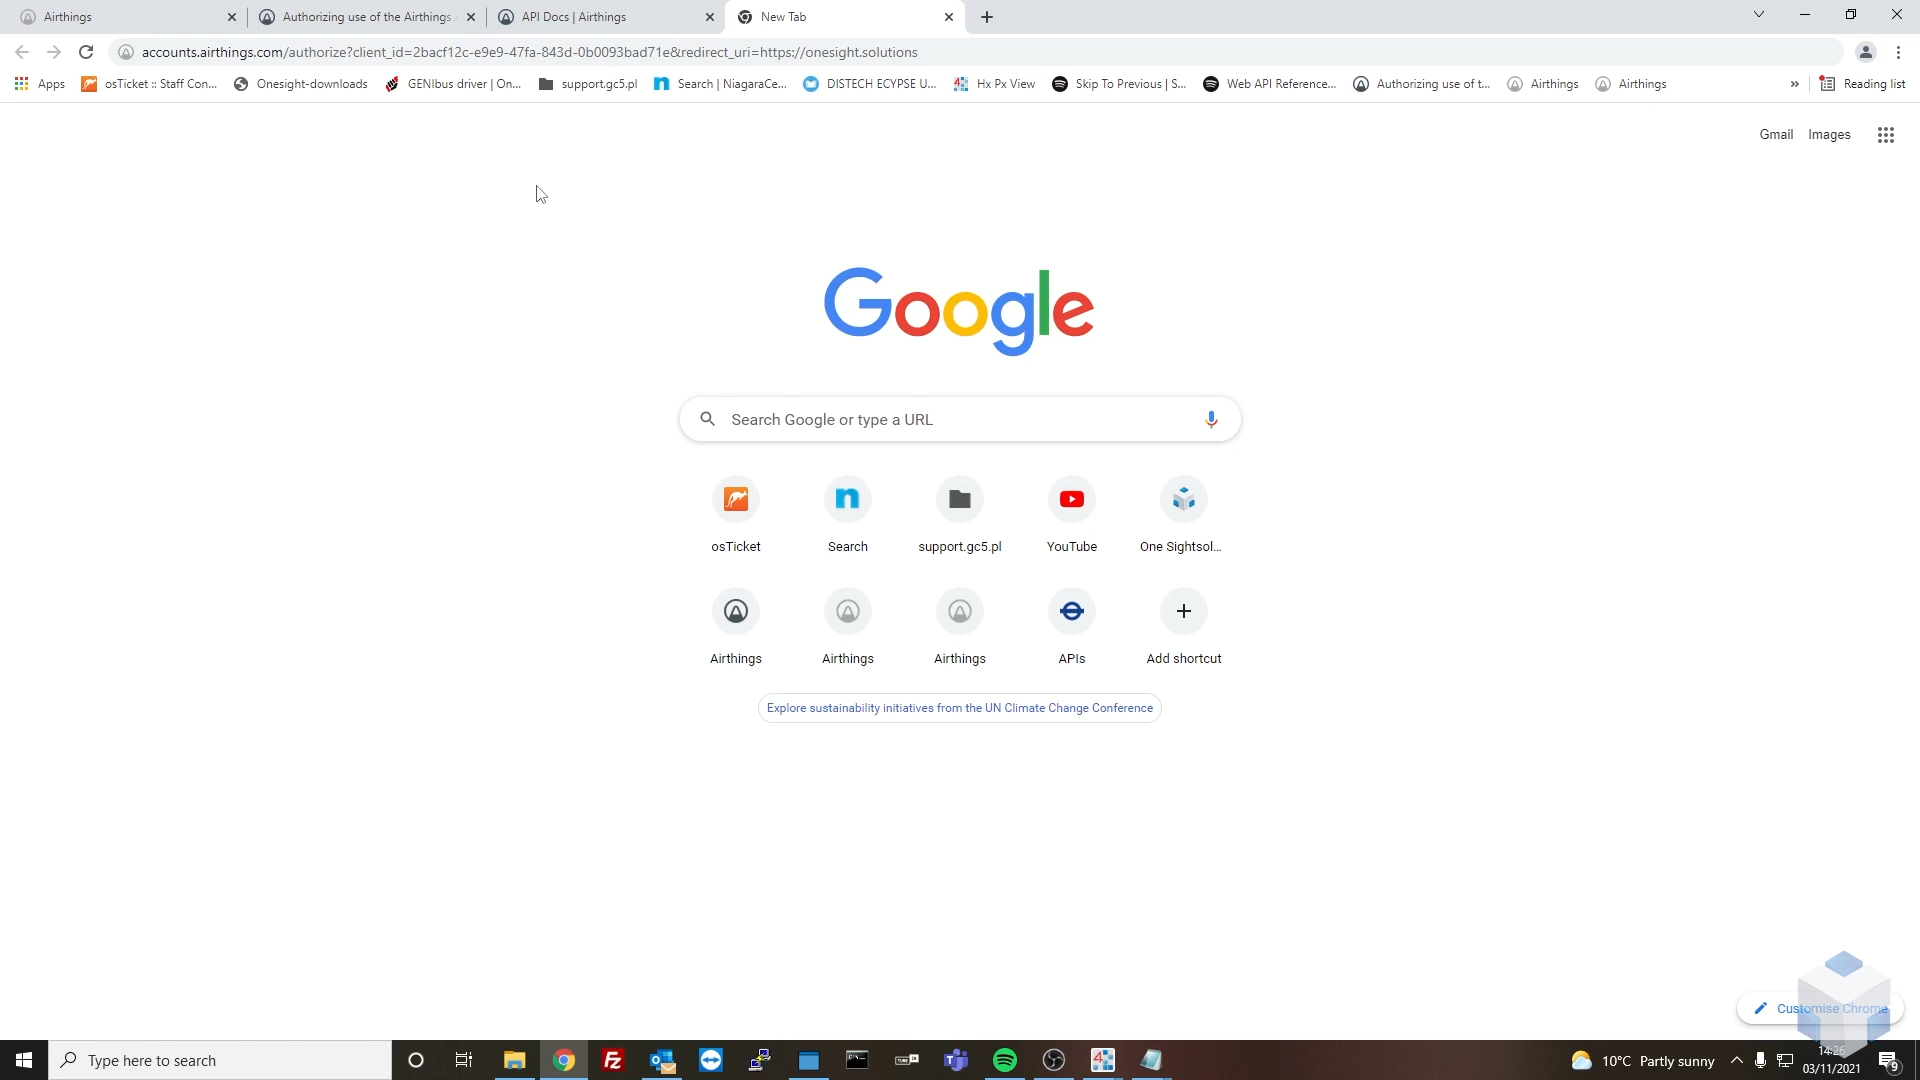 Airthings
Authorizing use of the Airthings
API Docs | Airthings
New Tab
accounts.airthings.com/authorize?client_id=2bacf12c-e9e9-47fa-843d-0b0093bad71e&redirect_uri=https://onesight.solutions
Apps
osTicket :: Staff Con...
Onesight-downloads
GENIbus driver | On...
support.gc5.pl
Search | NiagaraCe...
DISTECH ECYPSE U...
Hx Px View
Skip To Previous | S...
Web API Reference...
Authorizing use of t...
Airthings
Airthings
»
Reading list
Gmail
Images
Google
Search Google or type a URL
osTicket
Search
support.gc5.pl
YouTube
One Sightsol...
Airthings
Airthings
Airthings
APIs
Add shortcut
Explore sustainability initiatives from the UN Climate Change Conference
Customise Chrome
Type here to search
10°C Partly sunny
14:26
03/11/2021
9